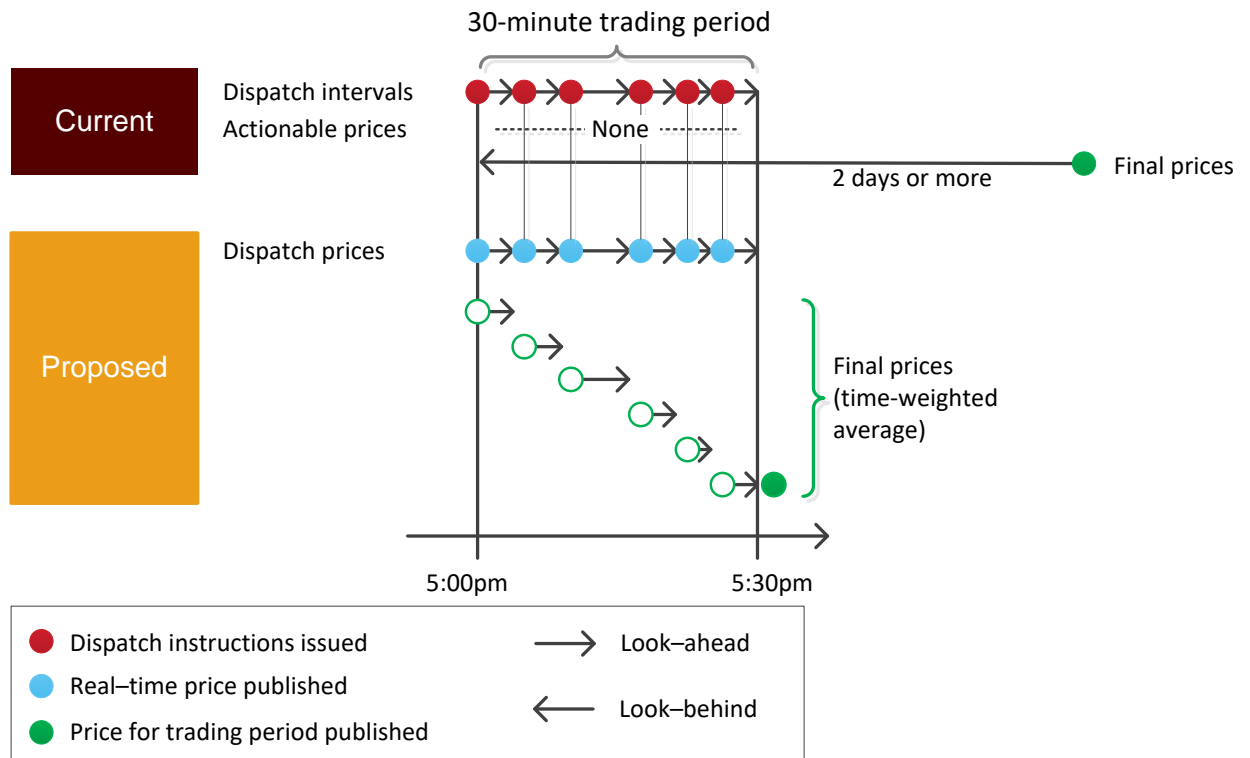 30-minute trading period
Current
Dispatch intervals
Actionable prices
None
2 days or more
Final prices
Proposed
Dispatch prices
Final prices
(time-weighted
average)
5:00pm
5:30pm
Dispatch instructions issued
Look–ahead
Real–time price published
Look–behind
Price for trading period published